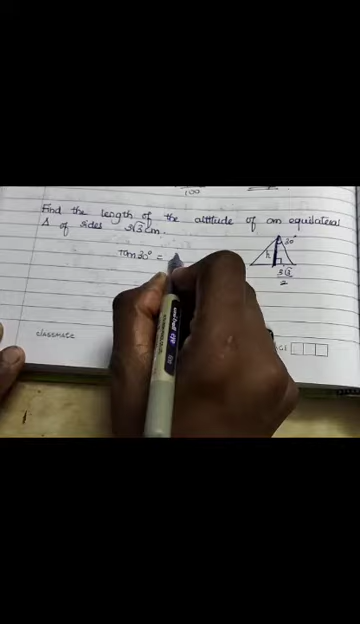 100
Find the length of the altitude of an equilateral
Δ of sides 3√3 cm.
30°
Tan 30° =
h
3√3
2
classmate